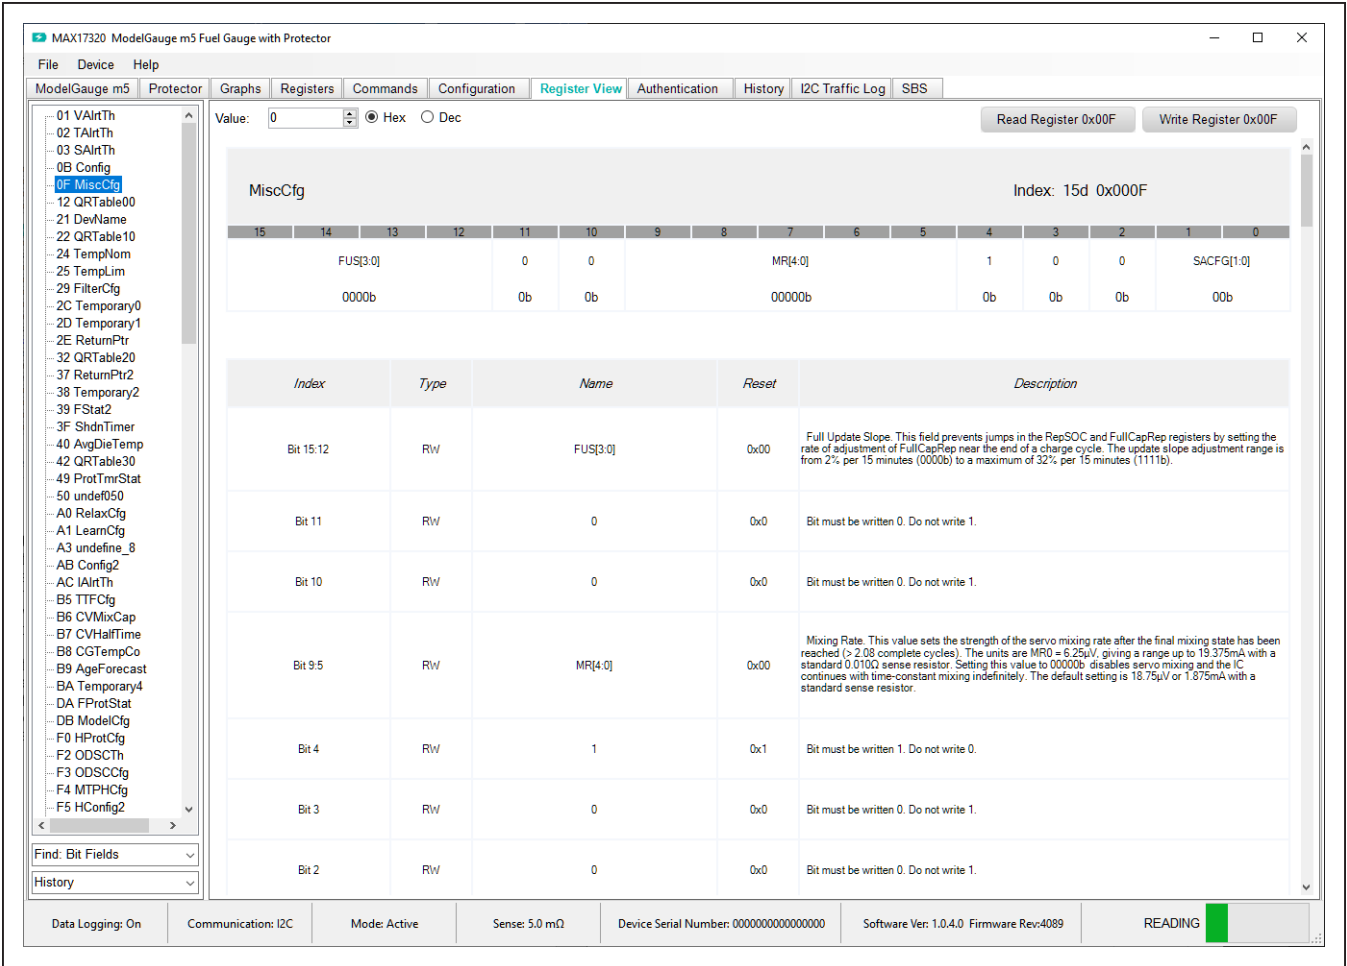 MAX17320 ModelGauge m5 Fuel Gauge with Protector
File Device Help
ModelGauge m5 Protector Graphs Registers Commands Configuration Register View Authentication History I2C Traffic Log SBS
01 VAlrtTh
02 TAlrtTh
03 SAlrtTh
0B Config
0F MiscCfg
12 QRTable00
21 DevName
22 QRTable10
24 TempNom
25 TempLim
29 FilterCfg
2C Temporary0
2D Temporary1
2E ReturnPtr
32 QRTable20
37 ReturnPtr2
38 Temporary2
39 FStat2
3F ShdnTimer
40 AvgDieTemp
42 QRTable30
49 ProtTmrStat
50 undef050
A0 RelaxCfg
A1 LearnCfg
A3 undefine_8
AB Config2
AC IAlrtTh
B5 TTFCfg
B6 CVMixCap
B7 CVHalfTime
B8 CGTempCo
B9 AgeForecast
BA Temporary4
DA FProtStat
DB ModelCfg
F0 HProtCfg
F2 ODSCTh
F3 ODSCCfg
F4 MTPHCfg
F5 HConfig2
Find: Bit Fields
History
Value: 0 Hex Dec Read Register 0x00F Write Register 0x00F
MiscCfg Index: 15d 0x000F
15 14 13 12 11 10 9 8 7 6 5 4 3 2 1 0
FUS[3:0] 0 0 MR[4:0] 1 0 0 SACFG[1:0]
0000b 0b 0b 00000b 0b 0b 0b 00b
Index Type Name Reset Description
Bit 15:12 RW FUS[3:0] 0x00 Full Update Slope. This field prevents jumps in the RepSOC and FullCapRep registers by setting the
rate of adjustment of FullCapRep near the end of a charge cycle. The update slope adjustment range is
from 2% per 15 minutes (0000b) to a maximum of 32% per 15 minutes (1111b).
Bit 11 RW 0 0x0 Bit must be written 0. Do not write 1.
Bit 10 RW 0 0x0 Bit must be written 0. Do not write 1.
Bit 9:5 RW MR[4:0] 0x00 Mixing Rate. This value sets the strength of the servo mixing rate after the final mixing state has been
reached (> 2.08 complete cycles). The units are MR0 = 6.25µV, giving a range up to 19.375mA with a
standard 0.010Ω sense resistor. Setting this value to 00000b disables servo mixing and the IC
continues with time-constant mixing indefinitely. The default setting is 18.75µV or 1.875mA with a
standard sense resistor.
Bit 4 RW 1 0x1 Bit must be written 1. Do not write 0.
Bit 3 RW 0 0x0 Bit must be written 0. Do not write 1.
Bit 2 RW 0 0x0 Bit must be written 0. Do not write 1.
Data Logging: On Communication: I2C Mode: Active Sense: 5.0 mΩ Device Serial Number: 0000000000000000 Software Ver: 1.0.4.0 Firmware Rev:4089 READING